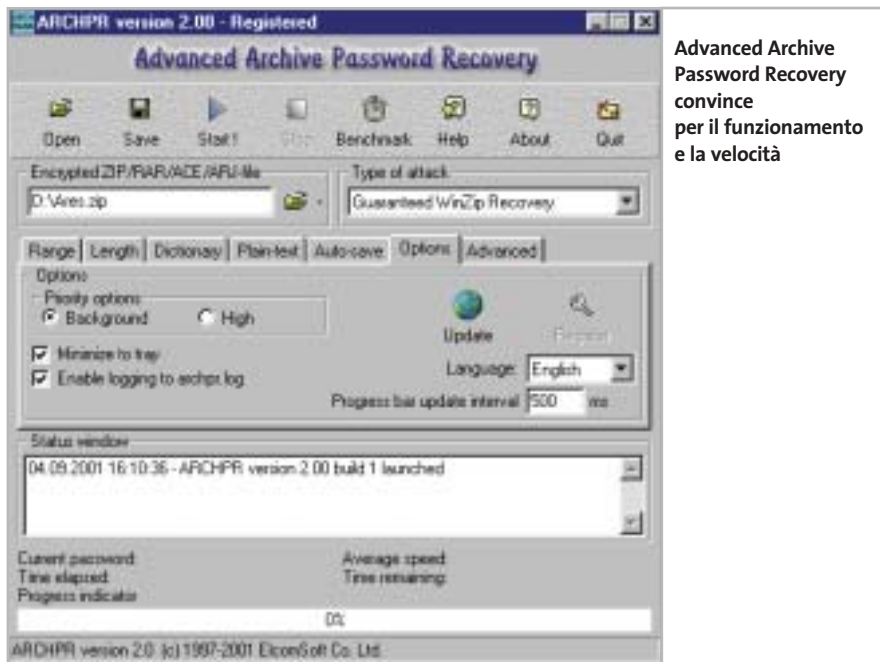 ARCHPR version 2.00 - Registered
Advanced Archive Password Recovery
Open Save Start! Stop Benchmark Help About Quit
Encrypted ZIP/RAR/ACE/ARJ-file
Type of attack
D:\Ares.zip
Guaranteed WinZip Recovery
Range Length Dictionary Plain-text Auto-save Options Advanced
Options
Priority options
Background High
Update Register
Minimize to tray
Language: English
Enable logging to archpr.log
Progress bar update interval 500 ms
Status window
04.09.2001 16:10:36 - ARCHPR version 2.00 build 1 launched
Current password:
Average speed:
Time elapsed:
Time remaining:
Progress indicator
0%
ARCHPR version 2.0 (c) 1997-2001 ElcomSoft Co. Ltd.
Advanced Archive
Password Recovery
convince
per il funzionamento
e la velocità